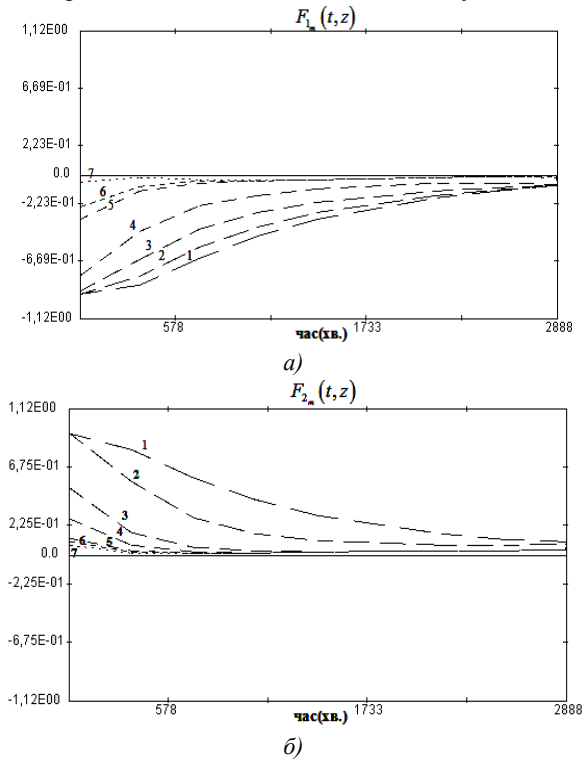 F₁ₘ(t, z)
1,12E00
6,69E-01
2,23E-01
0.0
-2,23E-01
-6,69E-01
-1,12E00
7
6
5
4
3
2
1
578
1733
2888
час(хв.)
а)
F₂ₘ(t, z)
1,12E00
6,75E-01
2,25E-01
0.0
-2,25E-01
-6,75E-01
-1,12E00
1
2
3
4
5
6
7
578
1733
2888
час(хв.)
б)